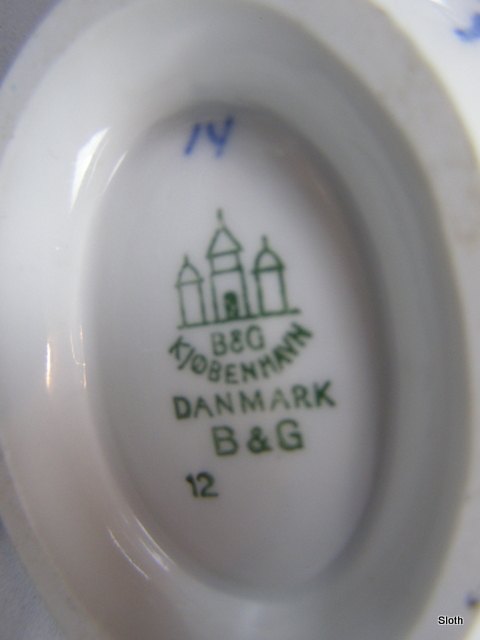 14
B&G
KJØBENHAVN
DANMARK
B & G
12
Sloth